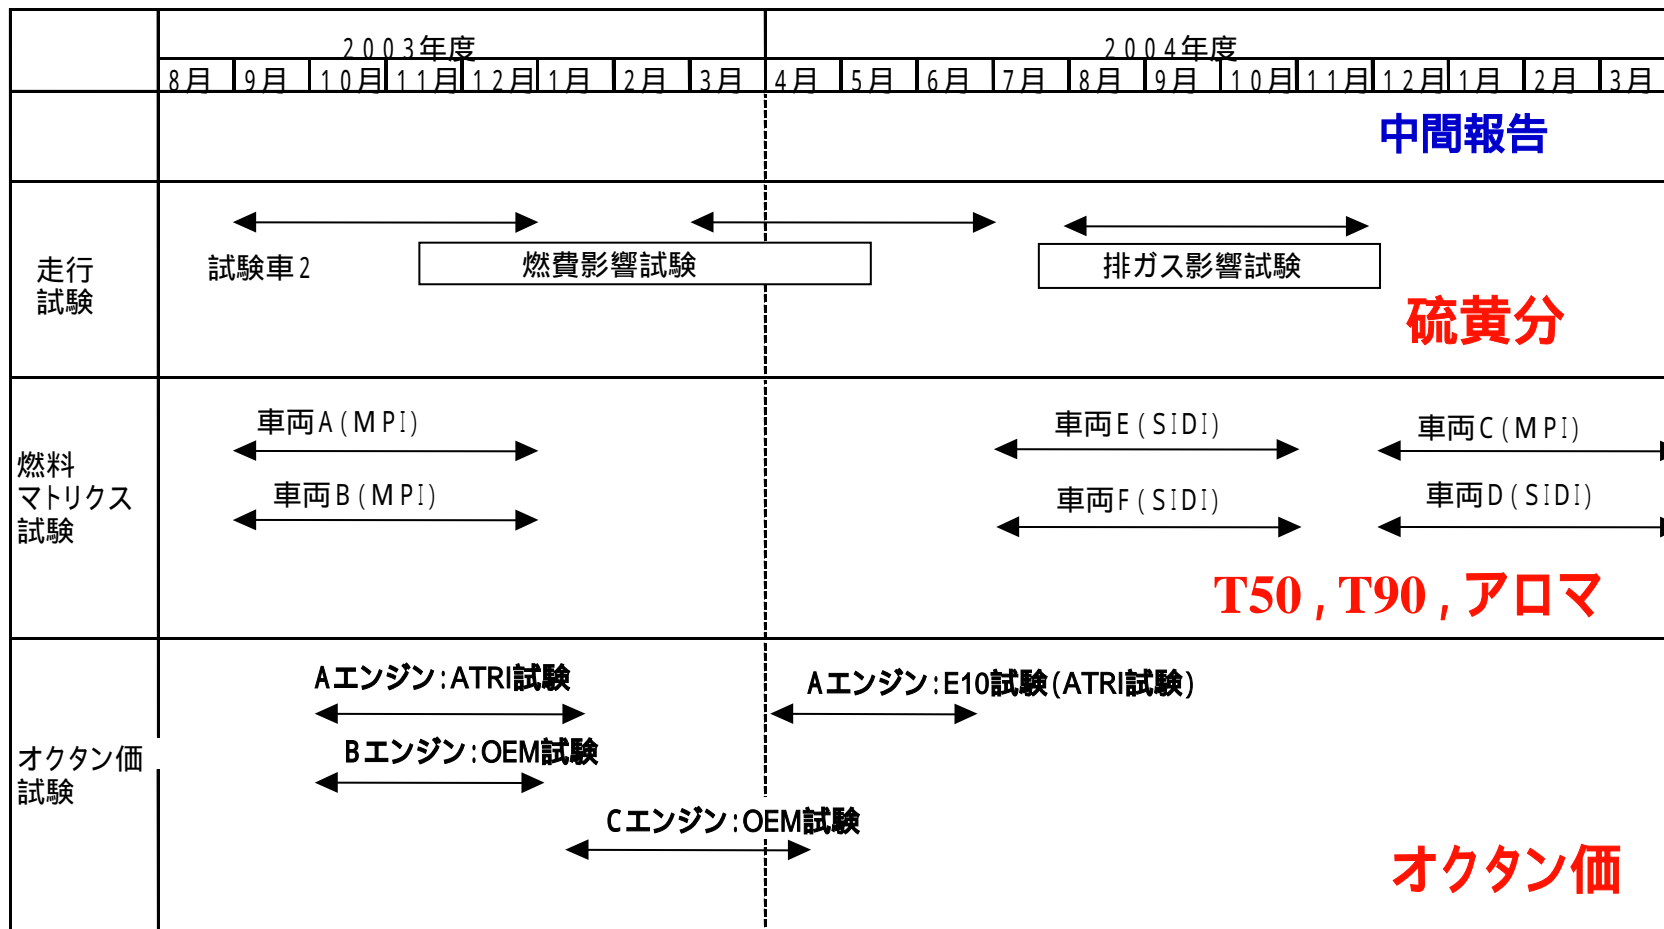 ２００３年度 ２００４年度
８月 ９月 １０月 １１月 １２月 １月 ２月 ３月 ４月 ５月 ６月 ７月 ８月 ９月 １０月 １１月 １２月 １月 ２月 ３月
中間報告
走行
試験
試験車２ 燃費影響試験 排ガス影響試験
硫黄分
燃料
マトリクス
試験
車両Ａ（ＭＰＩ） 車両Ｅ（ＳＩＤＩ） 車両Ｃ（ＭＰＩ）
車両Ｂ（ＭＰＩ） 車両Ｆ（ＳＩＤＩ） 車両Ｄ（ＳＩＤＩ）
T50，T90，アロマ
オクタン価
試験
Aエンジン：ATRI試験 Aエンジン：E10試験（ATRI試験）
Bエンジン：OEM試験
Cエンジン：OEM試験
オクタン価